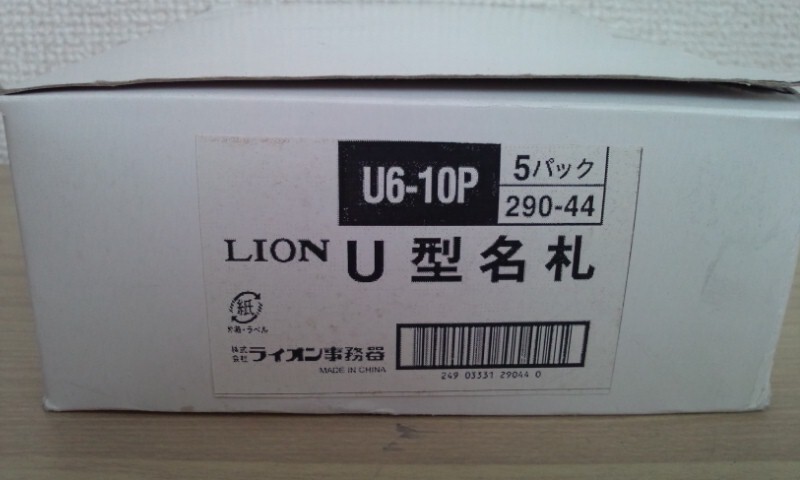 U6-10P
5パック
290-44
LION U型名札
紙
外箱・ラベル
株式会社 ライオン事務器
MADE IN CHINA
249 03331 29044 0